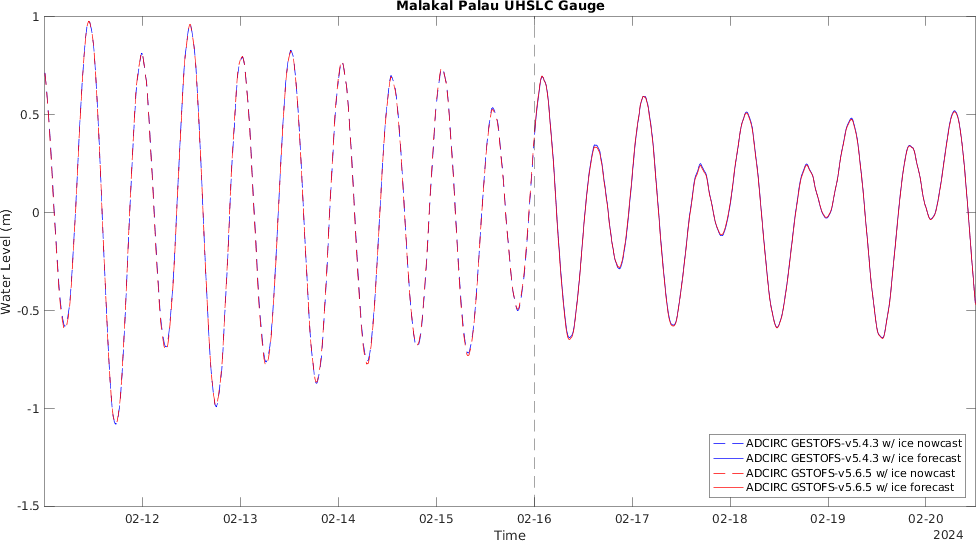 Malakal Palau UHSLC Gauge
Water Level (m)
1
0.5
0
-0.5
-1
-1.5
02-12
02-13
02-14
02-15
02-16
02-17
02-18
02-19
02-20
Time
2024
ADCIRC GESTOFS-v5.4.3 w/ ice nowcast
ADCIRC GESTOFS-v5.4.3 w/ ice forecast
ADCIRC GSTOFS-v5.6.5 w/ ice nowcast
ADCIRC GSTOFS-v5.6.5 w/ ice forecast